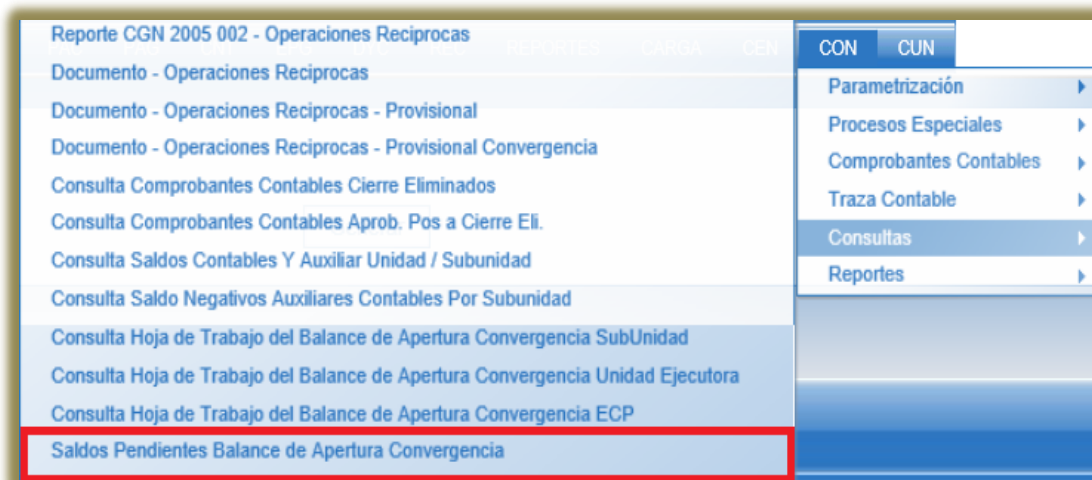 Reporte CGN 2005 002 - Operaciones Reciprocas
REPORTES CARGA CEN
CON CUN
Documento - Operaciones Reciprocas
Documento - Operaciones Reciprocas - Provisional
Documento - Operaciones Reciprocas - Provisional Convergencia
Consulta Comprobantes Contables Cierre Eliminados
Consulta Comprobantes Contables Aprob. Pos a Cierre Eli.
Consulta Saldos Contables Y Auxiliar Unidad / Subunidad
Consulta Saldo Negativos Auxiliares Contables Por Subunidad
Consulta Hoja de Trabajo del Balance de Apertura Convergencia SubUnidad
Consulta Hoja de Trabajo del Balance de Apertura Convergencia Unidad Ejecutora
Consulta Hoja de Trabajo del Balance de Apertura Convergencia ECP
Saldos Pendientes Balance de Apertura Convergencia
Parametrización
Procesos Especiales
Comprobantes Contables
Traza Contable
Consultas
Reportes